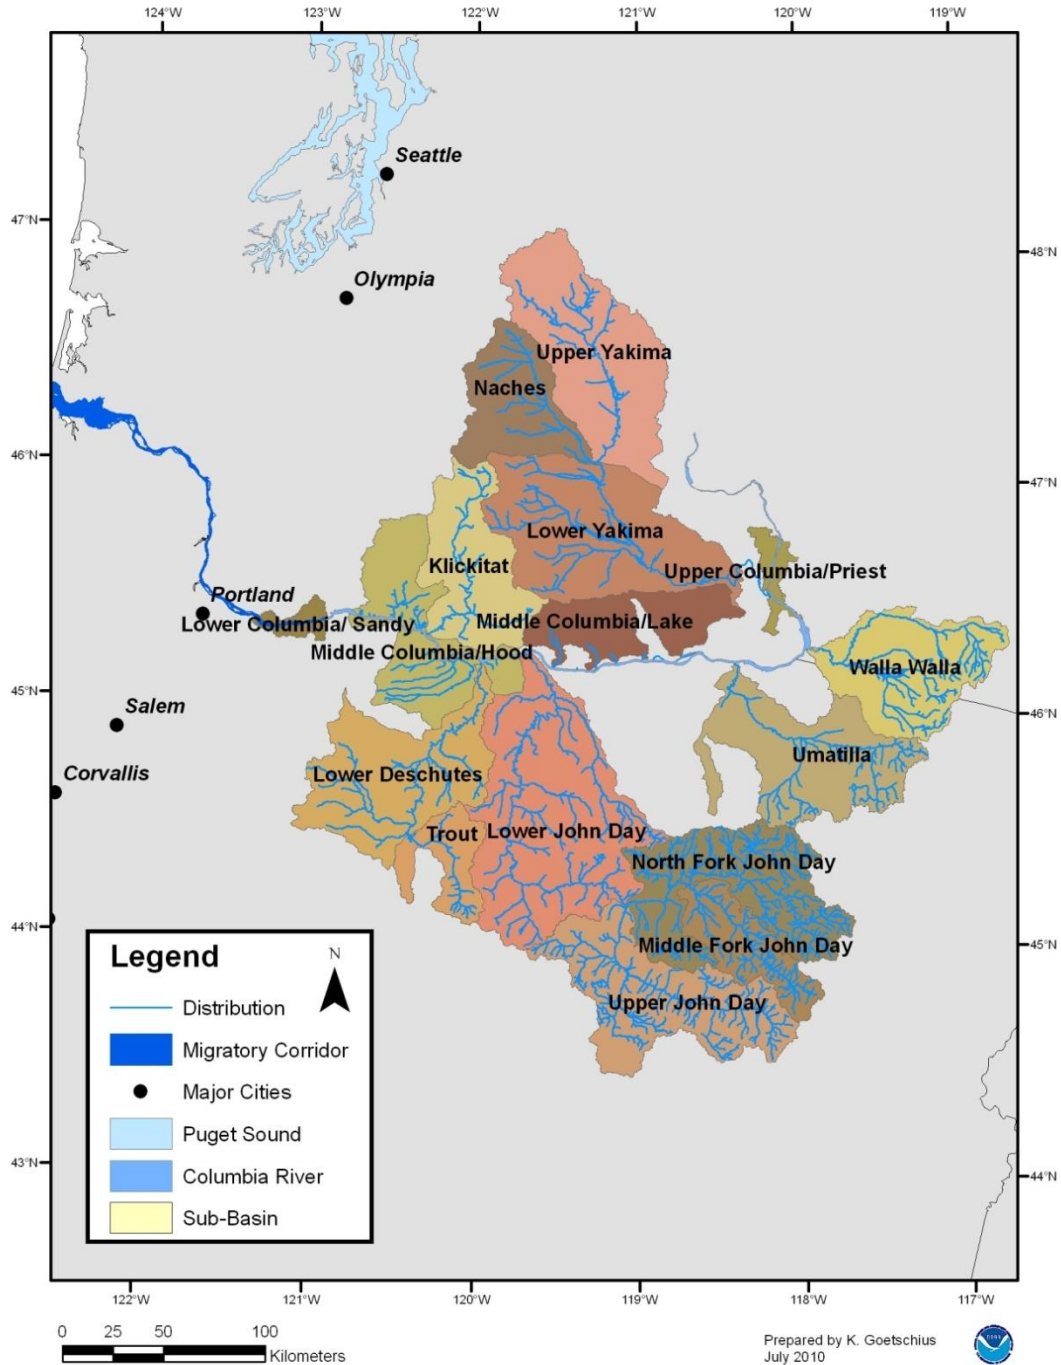 124°W 123°W 122°W 121°W 120°W 119°W
Seattle
47°N
48°N
Olympia
Upper Yakima
Naches
46°N
47°N
Lower Yakima
Klickitat
Upper Columbia/Priest
Portland
Lower Columbia/ Sandy
Middle Columbia/Lake
Middle Columbia/Hood
Walla Walla
45°N
46°N
Salem
Umatilla
Corvallis
Lower Deschutes
Trout
Lower John Day
North Fork John Day
44°N
45°N
Middle Fork John Day
Upper John Day
Legend
N
Distribution
Migratory Corridor
Major Cities
Puget Sound
Columbia River
Sub-Basin
43°N
44°N
122°W 121°W 120°W 119°W 118°W 117°W
0 25 50 100
Kilometers
Prepared by K. Goetschius
July 2010